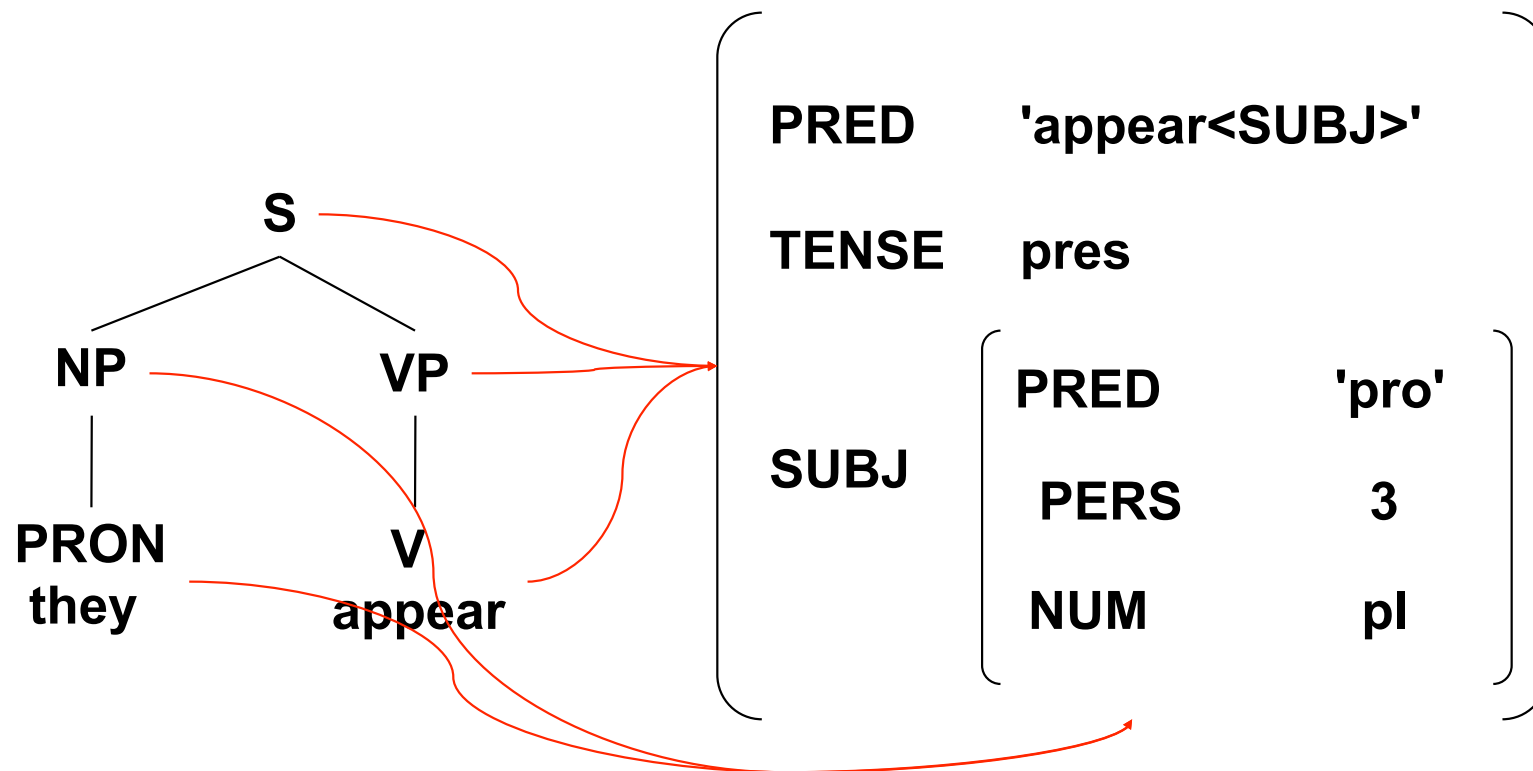 S
NP VP
PRON V
they appear
PRED 'appear<SUBJ>'
TENSE pres
SUBJ
PRED 'pro'
PERS 3
NUM pl